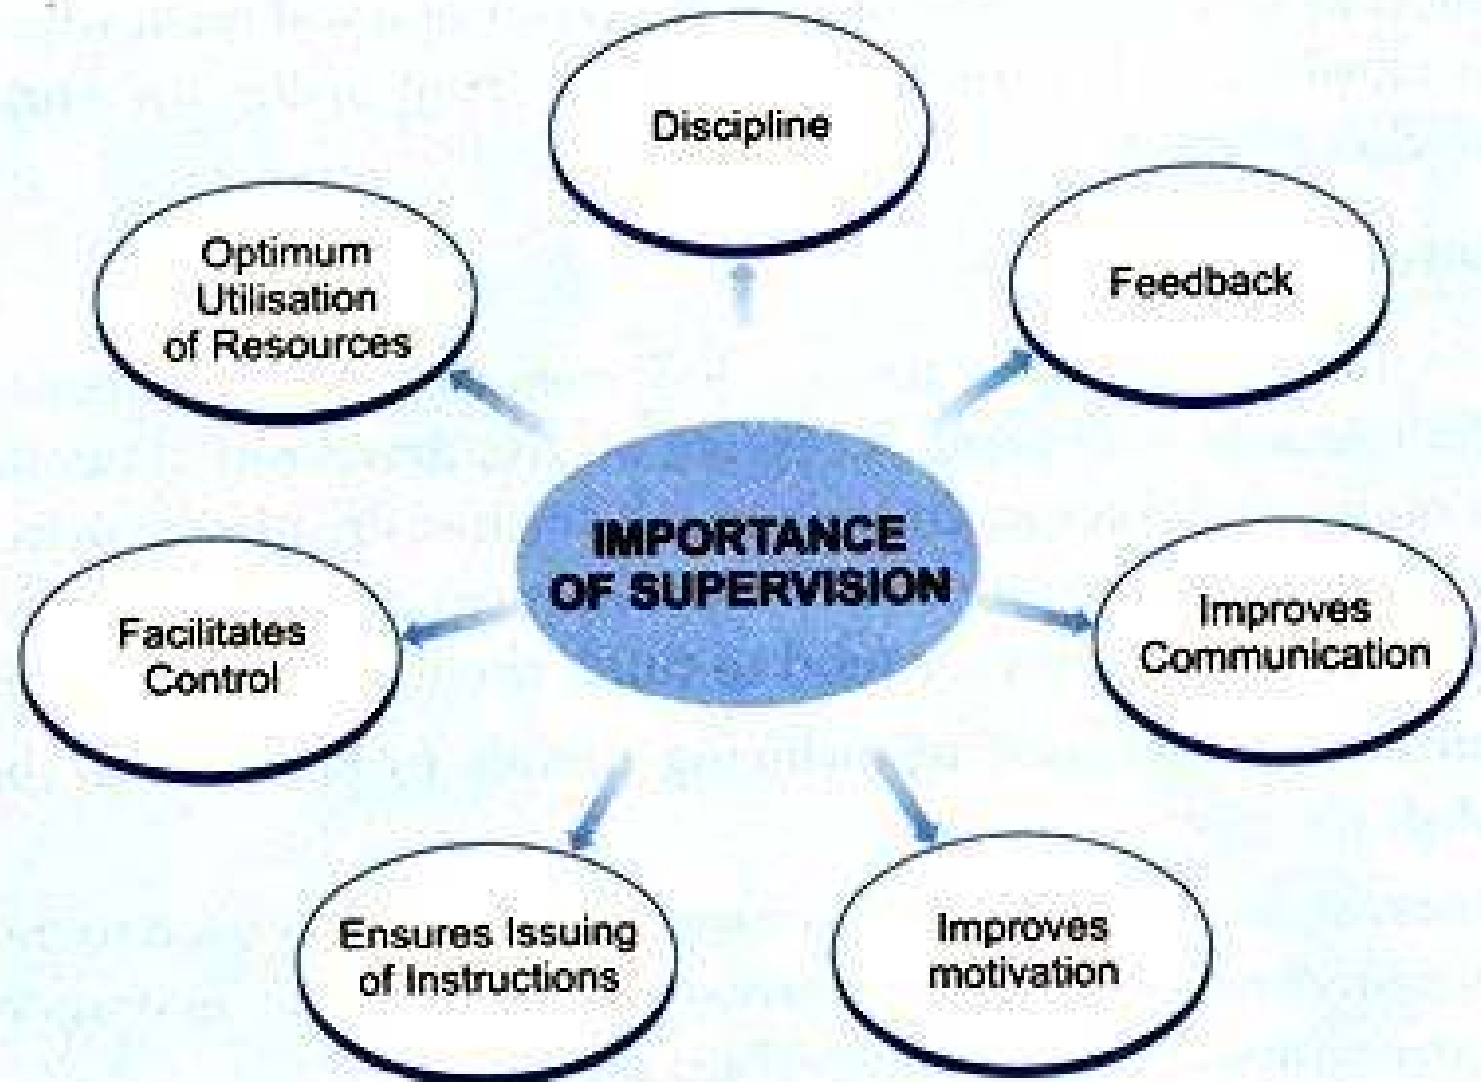 Discipline
Feedback
Optimum
Utilisation
of Resources
IMPORTANCE
OF SUPERVISION
Improves
Communication
Facilitates
Control
Ensures Issuing
of Instructions
Improves
motivation